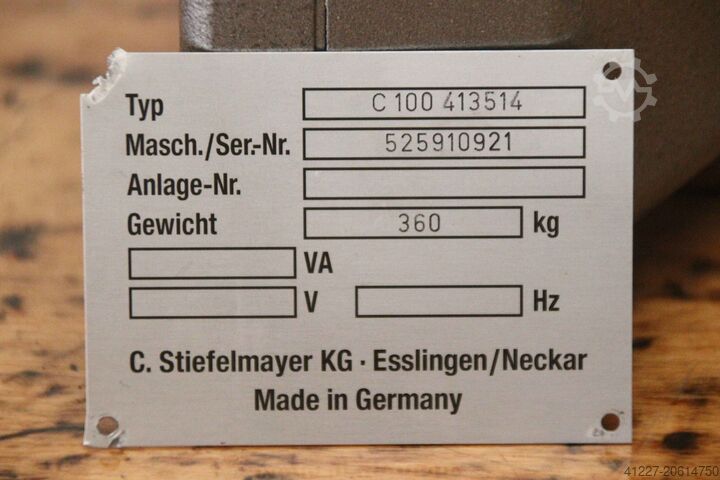 Typ C 100 413514
Masch./Ser.-Nr. 525910921
Anlage-Nr.
Gewicht 360 kg
VA
V Hz
C. Stiefelmayer KG · Esslingen/Neckar
Made in Germany
41227-20614750